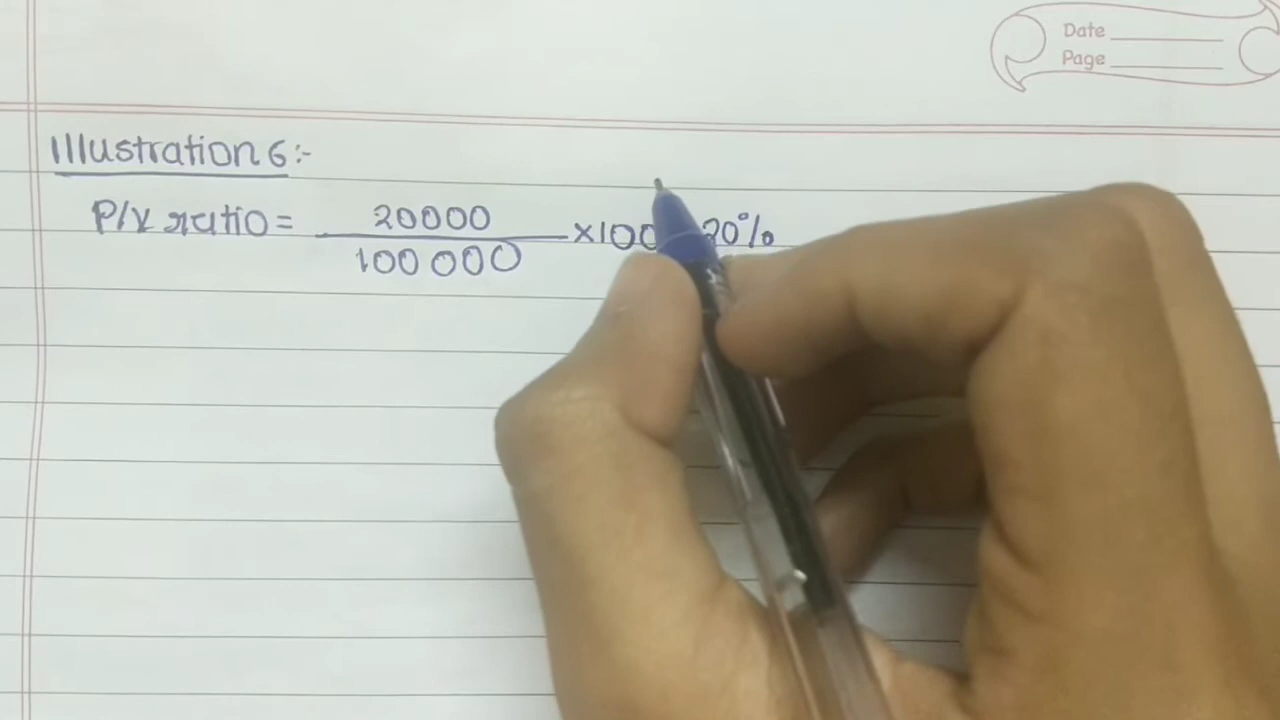 Date
Page
Illustration 6:-
P/V ratio = 20000
×100 20%
100 000